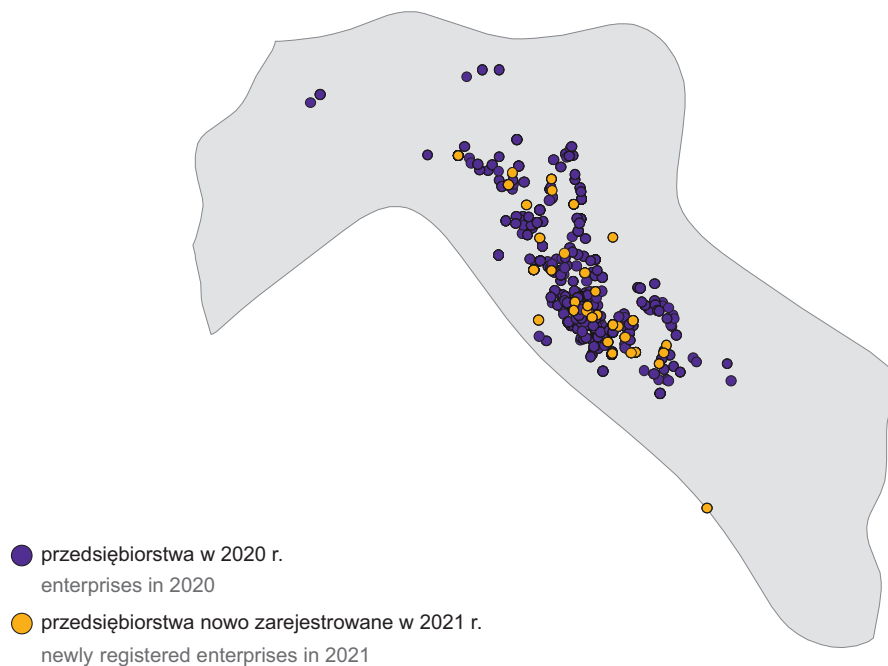 przedsiębiorstwa w 2020 r.
enterprises in 2020
przedsiębiorstwa nowo zarejestrowane w 2021 r.
newly registered enterprises in 2021